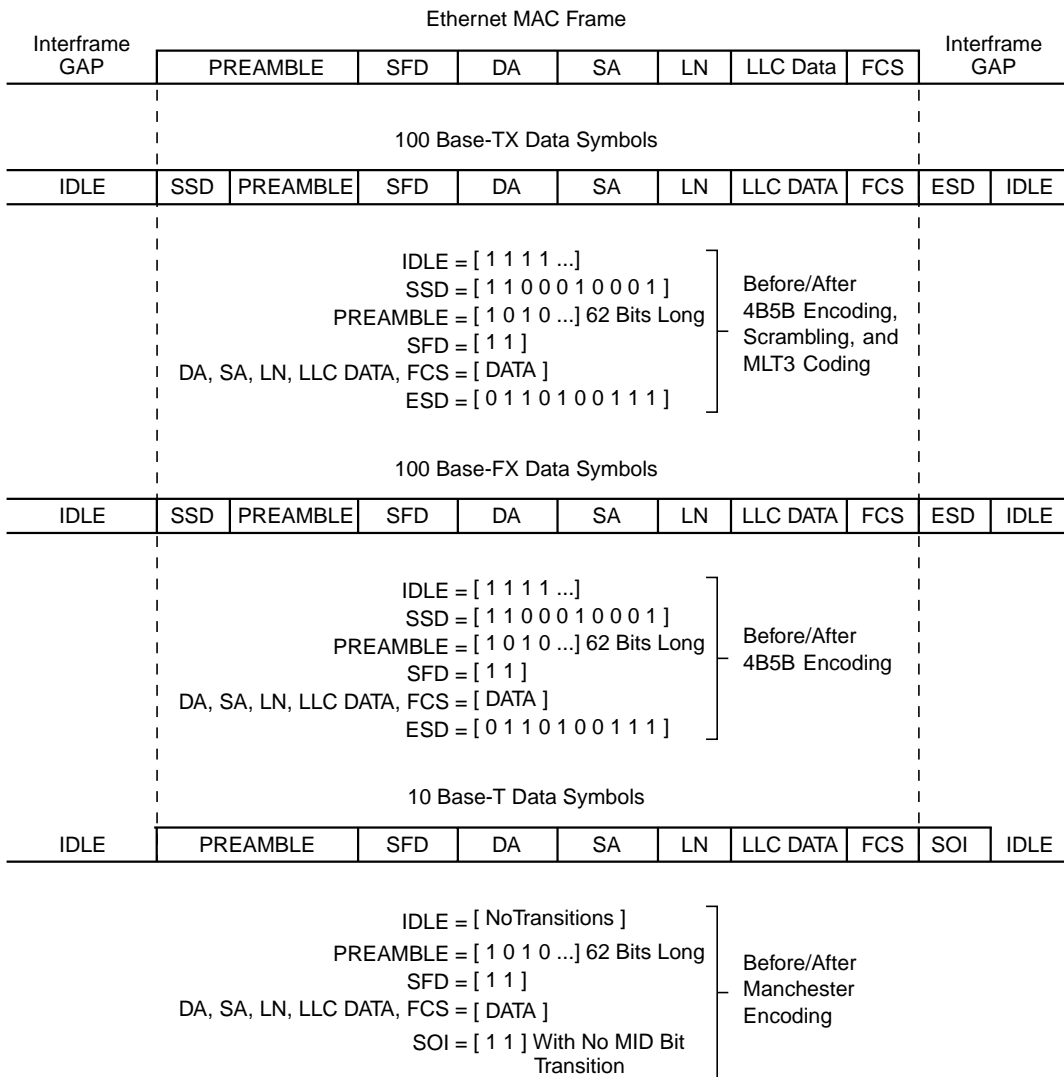 Ethernet MAC Frame
Interframe GAP
PREAMBLE SFD DA SA LN LLC Data FCS
Interframe GAP
100 Base-TX Data Symbols
IDLE SSD PREAMBLE SFD DA SA LN LLC DATA FCS ESD IDLE
IDLE = [ 1 1 1 1 ...]
SSD = [ 1 1 0 0 0 1 0 0 0 1 ]
PREAMBLE = [ 1 0 1 0 ...] 62 Bits Long
SFD = [ 1 1 ]
DA, SA, LN, LLC DATA, FCS = [ DATA ]
ESD = [ 0 1 1 0 1 0 0 1 1 1 ]
Before/After
4B5B Encoding,
Scrambling, and
MLT3 Coding
100 Base-FX Data Symbols
IDLE SSD PREAMBLE SFD DA SA LN LLC DATA FCS ESD IDLE
IDLE = [ 1 1 1 1 ...]
SSD = [ 1 1 0 0 0 1 0 0 0 1 ]
PREAMBLE = [ 1 0 1 0 ...] 62 Bits Long
SFD = [ 1 1 ]
DA, SA, LN, LLC DATA, FCS = [ DATA ]
ESD = [ 0 1 1 0 1 0 0 1 1 1 ]
Before/After
4B5B Encoding
10 Base-T Data Symbols
IDLE PREAMBLE SFD DA SA LN LLC DATA FCS SOI IDLE
IDLE = [ NoTransitions ]
PREAMBLE = [ 1 0 1 0 ...] 62 Bits Long
SFD = [ 1 1 ]
DA, SA, LN, LLC DATA, FCS = [ DATA ]
SOI = [ 1 1 ] With No MID Bit
Transition
Before/After
Manchester
Encoding